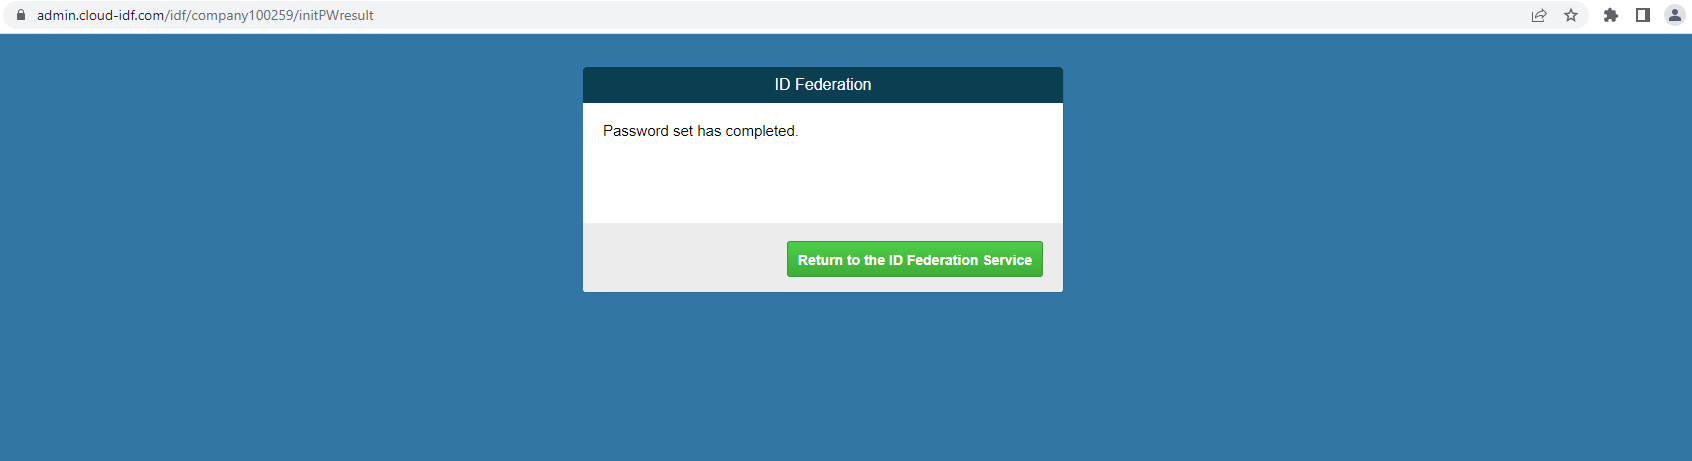 admin.cloud-idf.com/idf/company100259/initPWresult
ID Federation
Password set has completed.
Return to the ID Federation Service